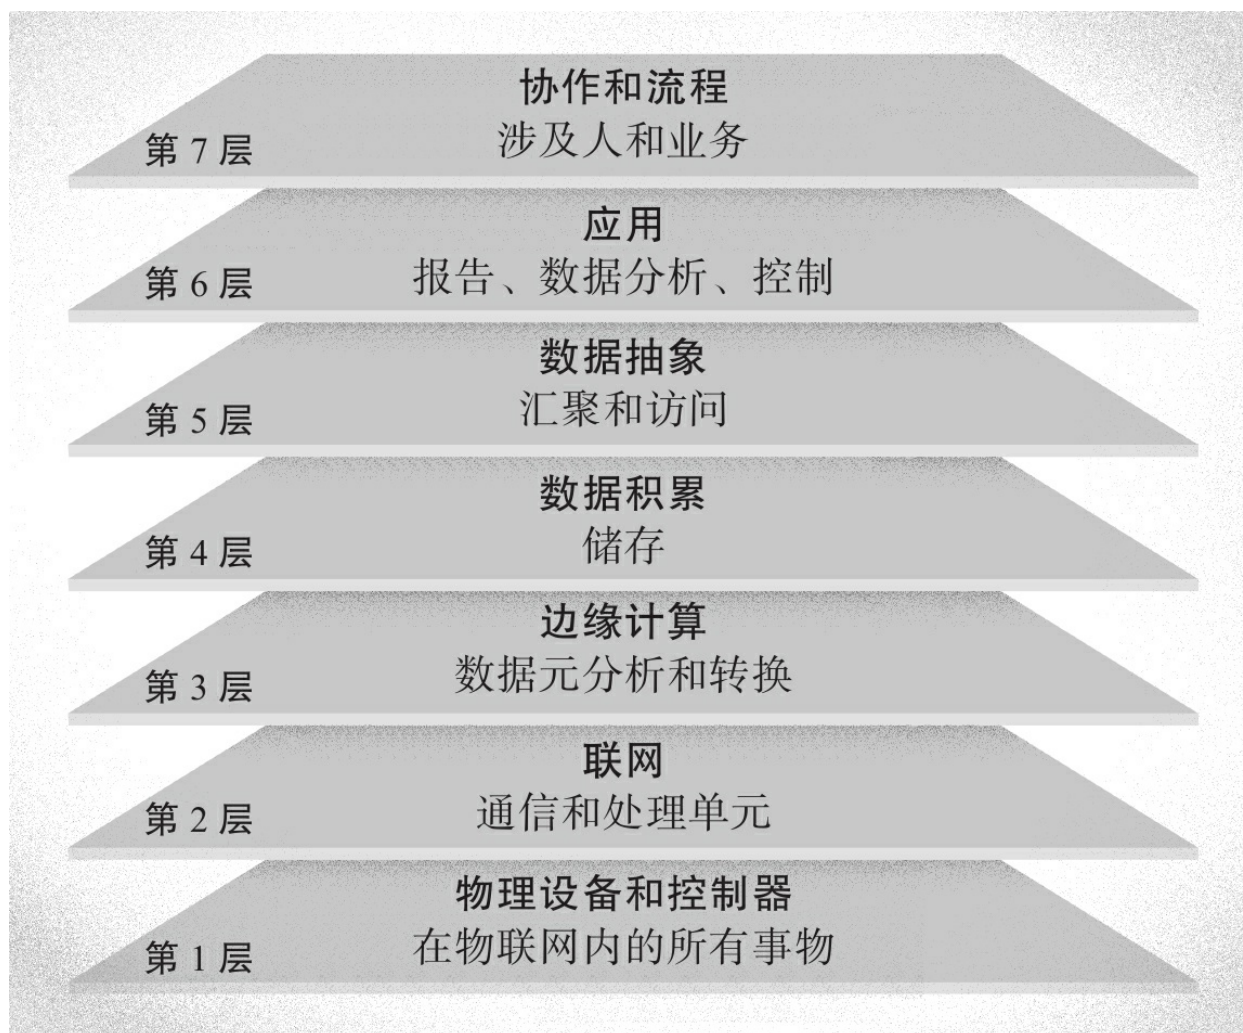 协作和流程
涉及人和业务
第 7 层
应用
报告、数据分析、控制
第 6 层
数据抽象
汇聚和访问
第 5 层
数据积累
储存
第 4 层
边缘计算
数据元分析和转换
第 3 层
联网
通信和处理单元
第 2 层
物理设备和控制器
在物联网内的所有事物
第 1 层